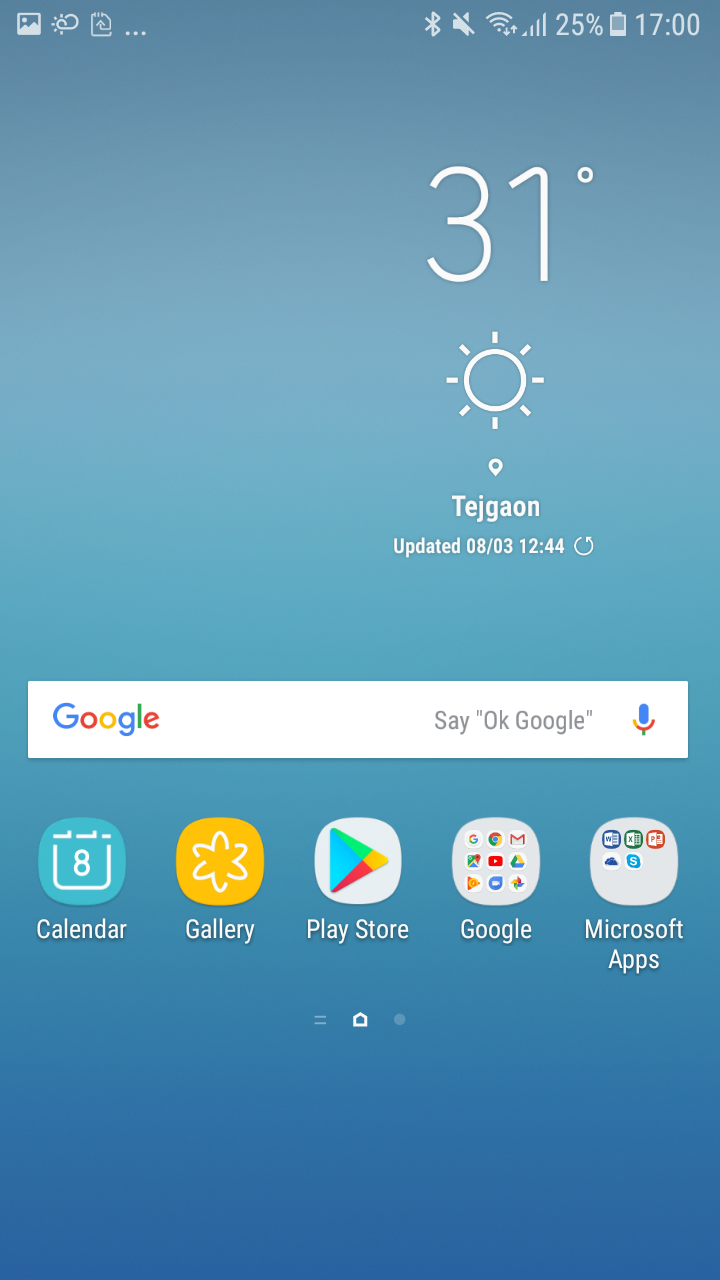 ... 25% 17:00
31°
Tejgaon
Updated 08/03 12:44
Google Say "Ok Google"
8
Calendar Gallery Play Store Google Microsoft
Apps